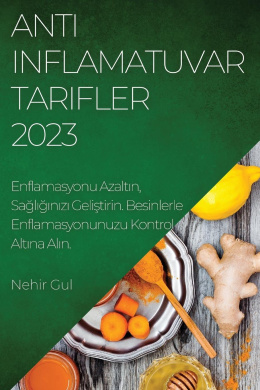 ANTI
INFLAMATUVAR
TARIFLER
2023
Enflamasyonu Azaltın,
Sağlığınızı Geliştirin. Besinlerle
Enflamasyonunuzu Kontrol
Altına Alın.
Nehir Gul